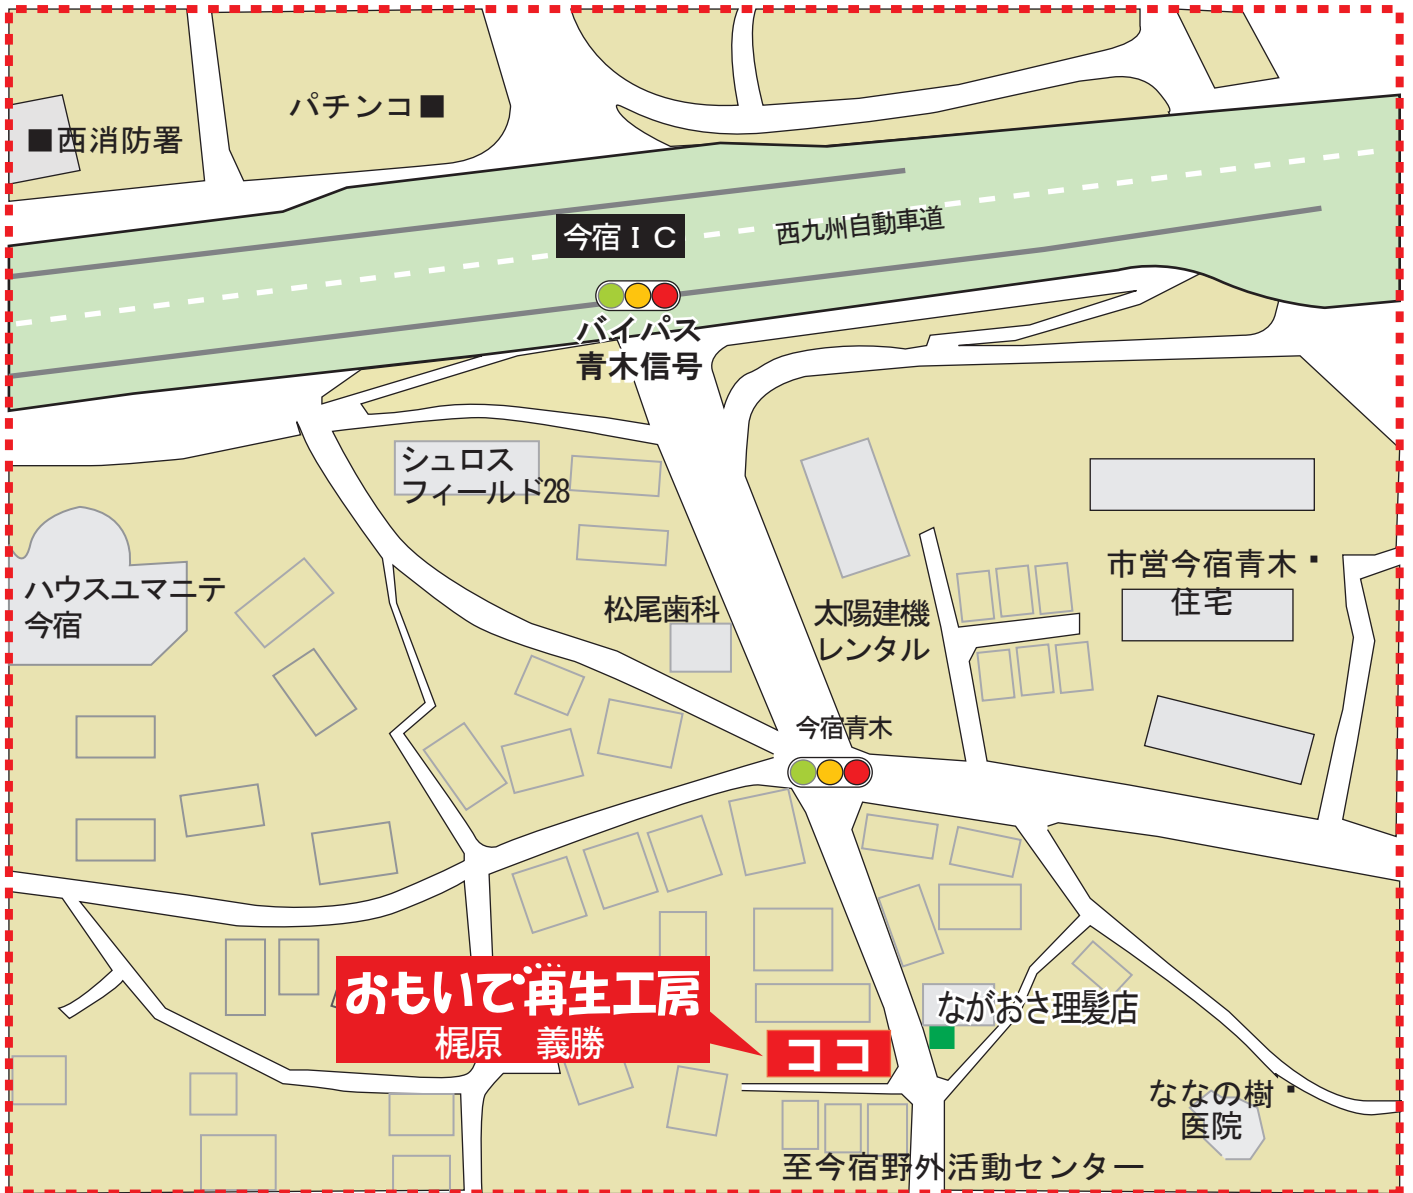 パチンコ■
■西消防署
今宿ＩＣ
西九州自動車道
バイパス
青木信号
シュロス
フィールド28
ハウスユマニテ
今宿
松尾歯科
太陽建機
レンタル
市営今宿青木
住宅
今宿青木
おもいで再生工房
梶原　義勝
ココ
ながおさ理髪店
ななの樹
医院
至今宿野外活動センター